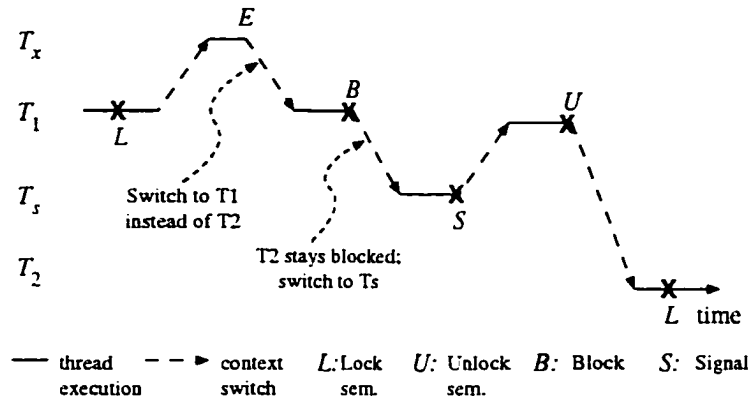 E
T_x
B
U
T_1
L
Switch to T1
instead of T2
T_s
S
T2 stays blocked;
switch to Ts
T_2
L time
thread
execution
context
switch
L: Lock
sem.
U: Unlock
sem.
B: Block
S: Signal